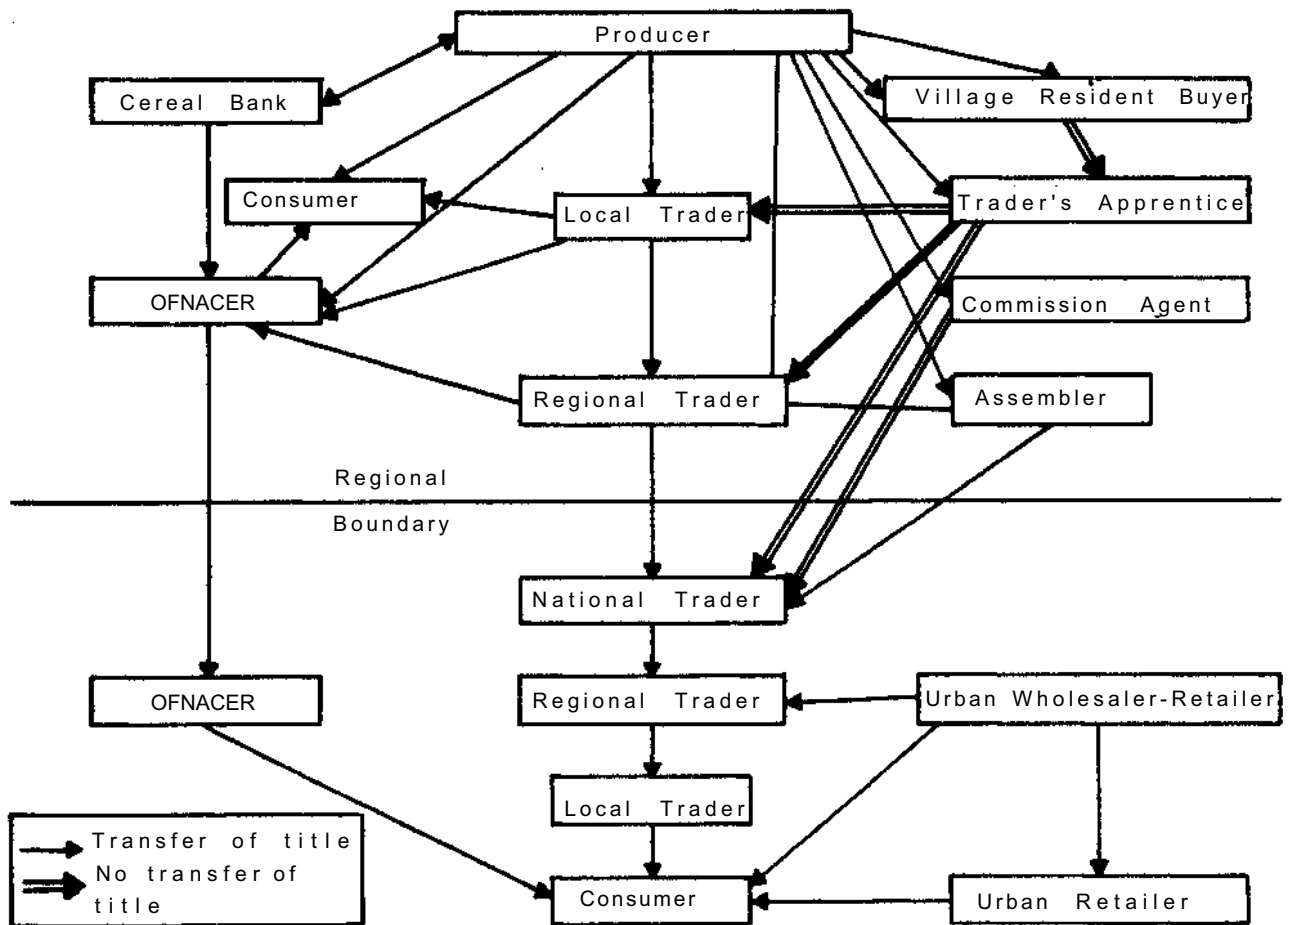 Producer
Cereal Bank
Village Resident Buyer
Consumer
Local Trader
Trader's Apprentice
OFNACER
Commission Agent
Regional Trader
Assembler
Regional
Boundary
National Trader
OFNACER
Regional Trader
Urban Wholesaler-Retailer
Local Trader
Transfer of title
No transfer of
title
Consumer
Urban Retailer